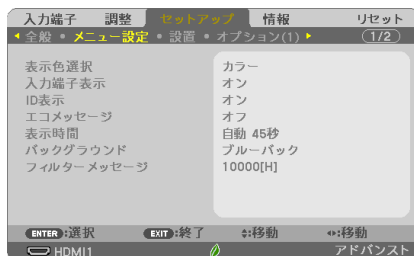 入力端子 調整 セットアップ 情報 リセット
全般 • メニュー設定 • 設置 • オプション(1) (1/2)
表示色選択 カラー
入力端子表示 オン
ID表示 オン
エコメッセージ オフ
表示時間 自動 45秒
バックグラウンド ブルーバック
フィルターメッセージ 10000[H]
ENTER:選択 EXIT:終了 :移動 :移動
HDMI1 アドバンスト